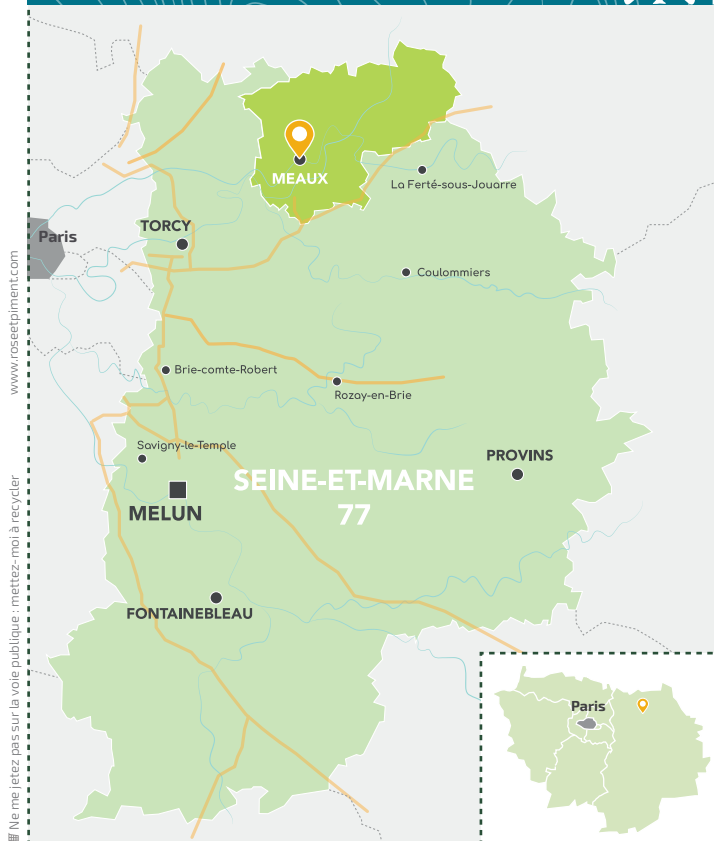 MEAUX
La Ferté-sous-Jouarre
TORCY
Paris
Coulommiers
Brie-comte-Robert
Rozay-en-Brie
Savigny-le-Temple
PROVINS
SEINE-ET-MARNE
77
MELUN
FONTAINEBLEAU
Paris
www.roseetpiment.com
Ne me jetez pas sur la voie publique : mettez-moi à recycler